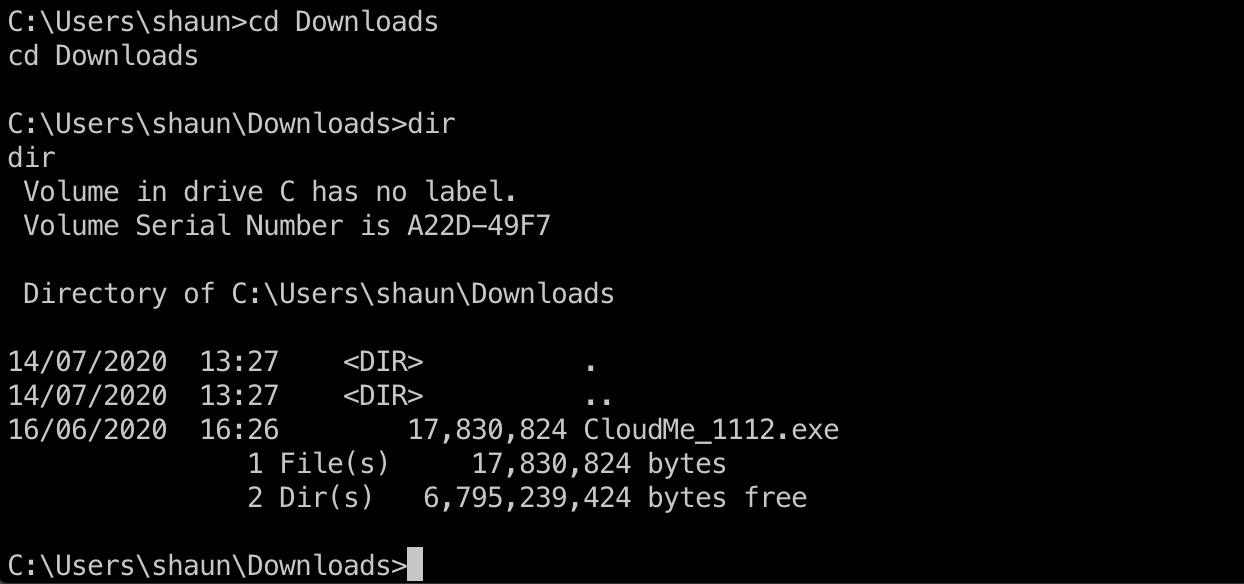 C:\Users\shaun>cd Downloads
cd Downloads
C:\Users\shaun\Downloads>dir
dir
Volume in drive C has no label.
Volume Serial Number is A22D-49F7
Directory of C:\Users\shaun\Downloads
14/07/2020  13:27    <DIR>          .
14/07/2020  13:27    <DIR>          ..
16/06/2020  16:26        17,830,824 CloudMe_1112.exe
1 File(s)     17,830,824 bytes
2 Dir(s)   6,795,239,424 bytes free
C:\Users\shaun\Downloads>